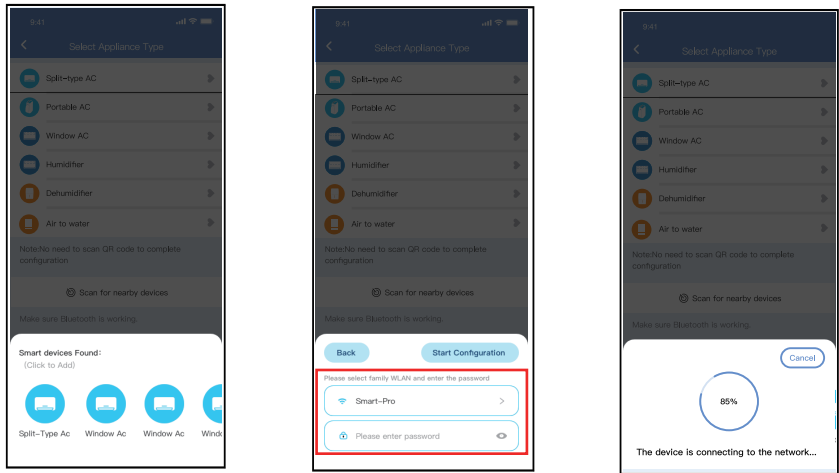 9:41
Select Appliance Type
Split-type AC
Portable AC
Window AC
Humidifier
Dehumidifier
Air to water
Note:No need to scan QR code to complete
configuration
Scan for nearby devices
Make sure Bluetooth is working.
Smart devices Found:
(Click to Add)
Split-Type Ac
Window Ac
Window Ac
Windo
9:41
Select Appliance Type
Split-type AC
Portable AC
Window AC
Humidifier
Dehumidifier
Air to water
Note:No need to scan QR code to complete
configuration
Scan for nearby devices
Make sure Bluetooth is working.
Back
Start Configuration
Please select family WLAN and enter the password
Smart-Pro
Please enter password
9:41
Select Appliance Type
Split-type AC
Portable AC
Window AC
Humidifier
Dehumidifier
Air to water
Note:No need to scan QR code to complete
configuration
Scan for nearby devices
Make sure Bluetooth is working.
Cancel
85%
The device is connecting to the network...